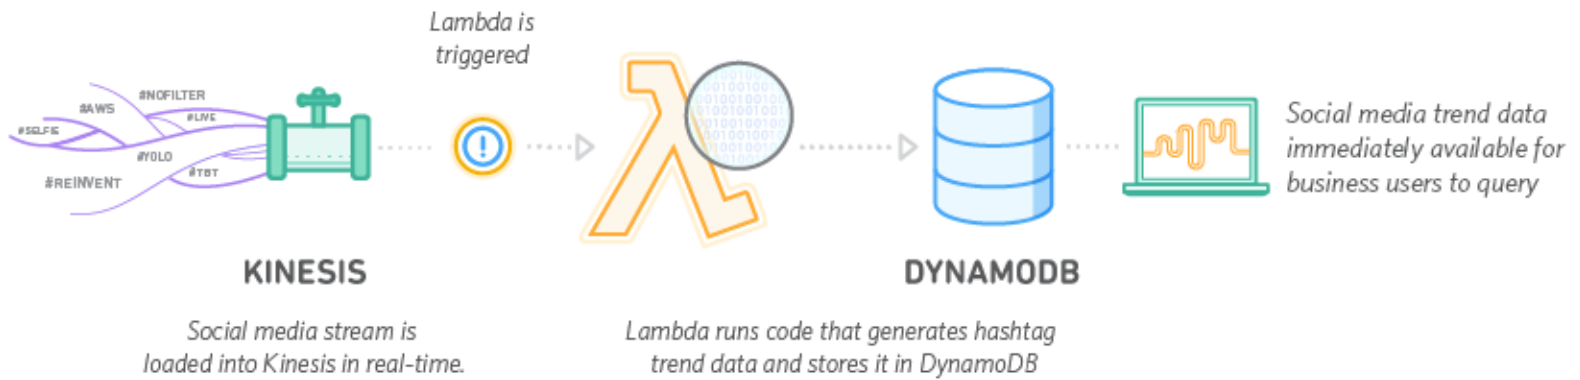 Lambda is
triggered
#NOFILTER
#AWS
#LIVE
#SELFIE
#YOLO
#TBT
#REINVENT
Social media trend data
immediately available for
business users to query
KINESIS
DYNAMODB
Social media stream is
loaded into Kinesis in real-time.
Lambda runs code that generates hashtag
trend data and stores it in DynamoDB